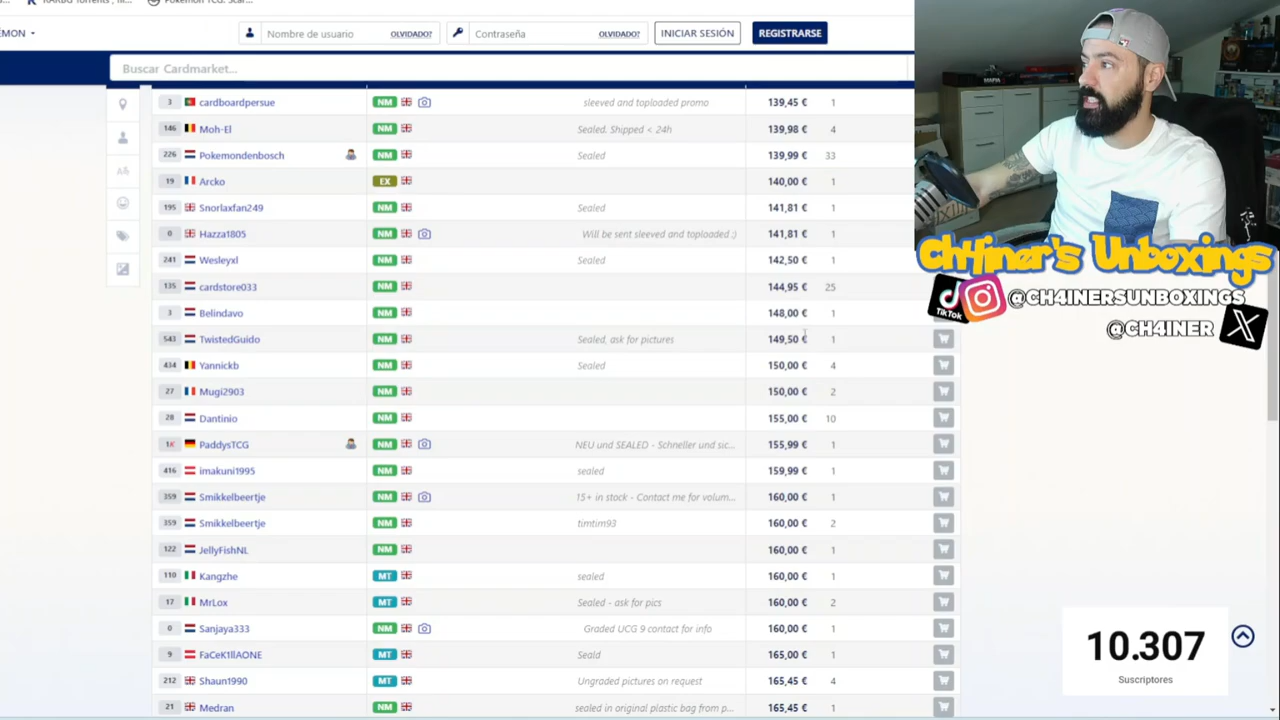 RARBG Torrents, fil...
Pokémon TCG: Scar...
ÉMON
Nombre de usuario OLVIDADO? Contraseña OLVIDADO? INICIAR SESIÓN REGISTRARSE
Buscar Cardmarket...
3 cardboardpersue NM sleeved and toploaded promo 139,45 € 1
146 Moh-El NM Sealed. Shipped < 24h 139,98 € 4
226 Pokemondenbosch NM Sealed 139,99 € 33
19 Arcko EX 140,00 € 1
195 Snorlaxfan249 NM Sealed 141,81 € 1
0 Hazza1805 NM Will be sent sleeved and toploaded ;) 141,81 € 1
241 Wesleyxl NM Sealed 142,50 € 1
135 cardstore033 NM 144,95 € 25
3 Belindavo NM 148,00 € 1
543 TwistedGuido NM Sealed, ask for pictures 149,50 € 1
434 Yannickb NM Sealed 150,00 € 4
27 Mugi2903 NM 150,00 € 2
28 Dantinio NM 155,00 € 10
1K PaddysTCG NM NEU und SEALED - Schneller und sic... 155,99 € 1
416 imakuni1995 NM sealed 159,99 € 1
359 Smikkelbeertje NM 15+ in stock - Contact me for volum... 160,00 € 1
359 Smikkelbeertje NM timtim93 160,00 € 2
122 JellyFishNL NM 160,00 € 1
110 Kangzhe MT sealed 160,00 € 1
17 MrLox MT Sealed - ask for pics 160,00 € 2
0 Sanjaya333 NM Graded UCG 9 contact for info 160,00 € 1
9 FaCeK1llAONE MT Seald 165,00 € 1
212 Shaun1990 MT Ungraded pictures on request 165,45 € 4
21 Medran NM sealed in original plastic bag from p... 165,45 € 1
Ch4iner's Unboxings
TikTok @CH4INERSUNBOXINGS
@CH4INER X
10.307
Suscriptores